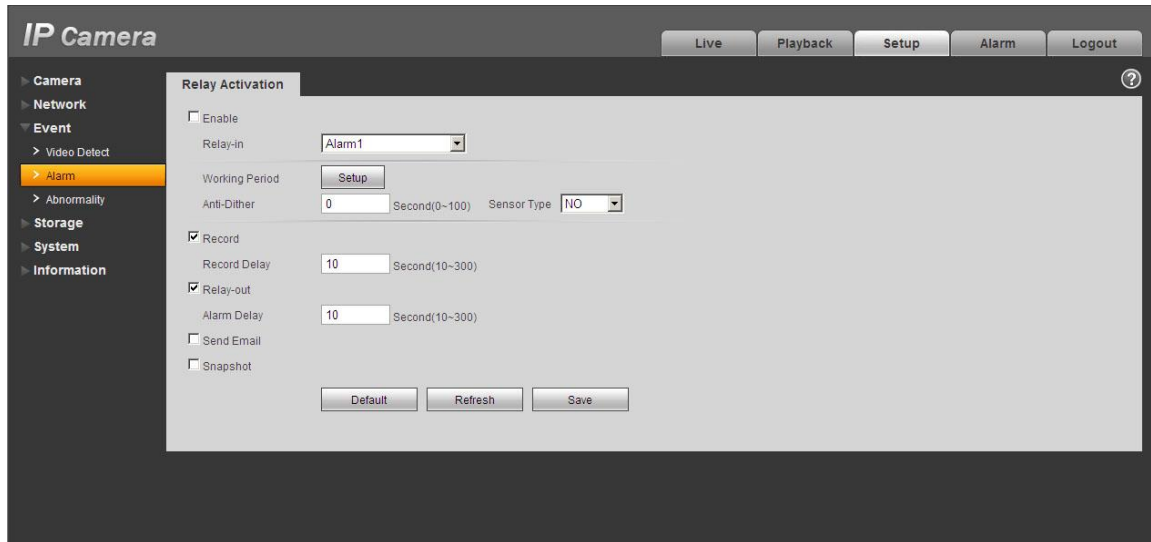 IP Camera
Live Playback Setup Alarm Logout
Camera
Network
Event
> Video Detect
> Alarm
> Abnormality
Storage
System
Information
Relay Activation
?
Enable
Relay-in Alarm1
Working Period Setup
Anti-Dither 0 Second(0~100) Sensor Type NO
Record
Record Delay 10 Second(10~300)
Relay-out
Alarm Delay 10 Second(10~300)
Send Email
Snapshot
Default Refresh Save